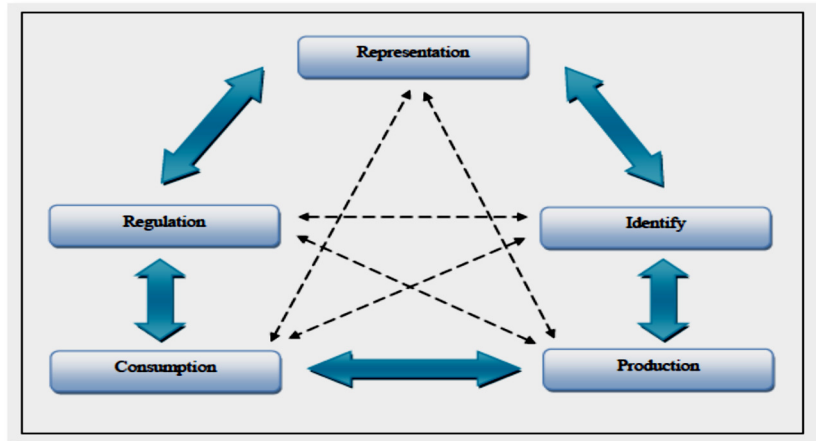 Representation
Regulation
Identify
Consumption
Production